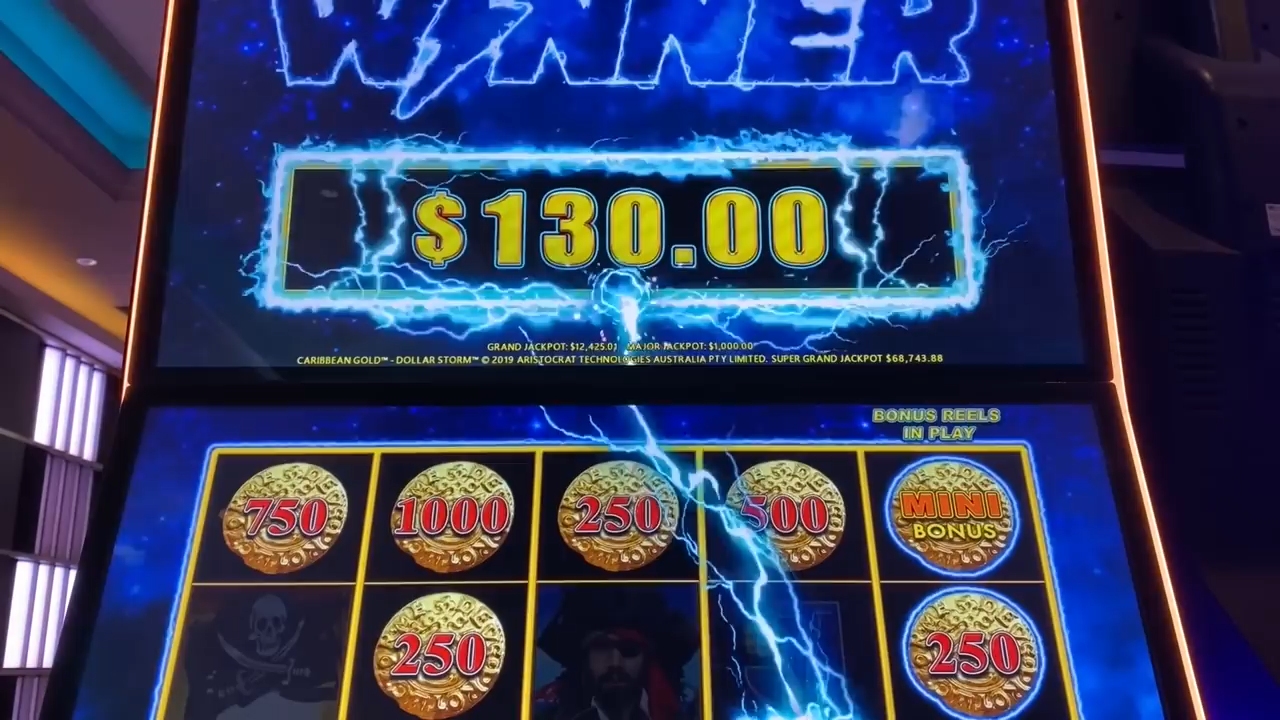 WINNER
$130.00
GRAND JACKPOT: $12,425.01 MAJOR JACKPOT: $1,000.00
CARIBBEAN GOLD™ - DOLLAR STORM™ © 2019 ARISTOCRAT TECHNOLOGIES AUSTRALIA PTY LIMITED. SUPER GRAND JACKPOT $68,743.88
BONUS REELS
IN PLAY
750 1000 250 500 MINI
BONUS
250 250